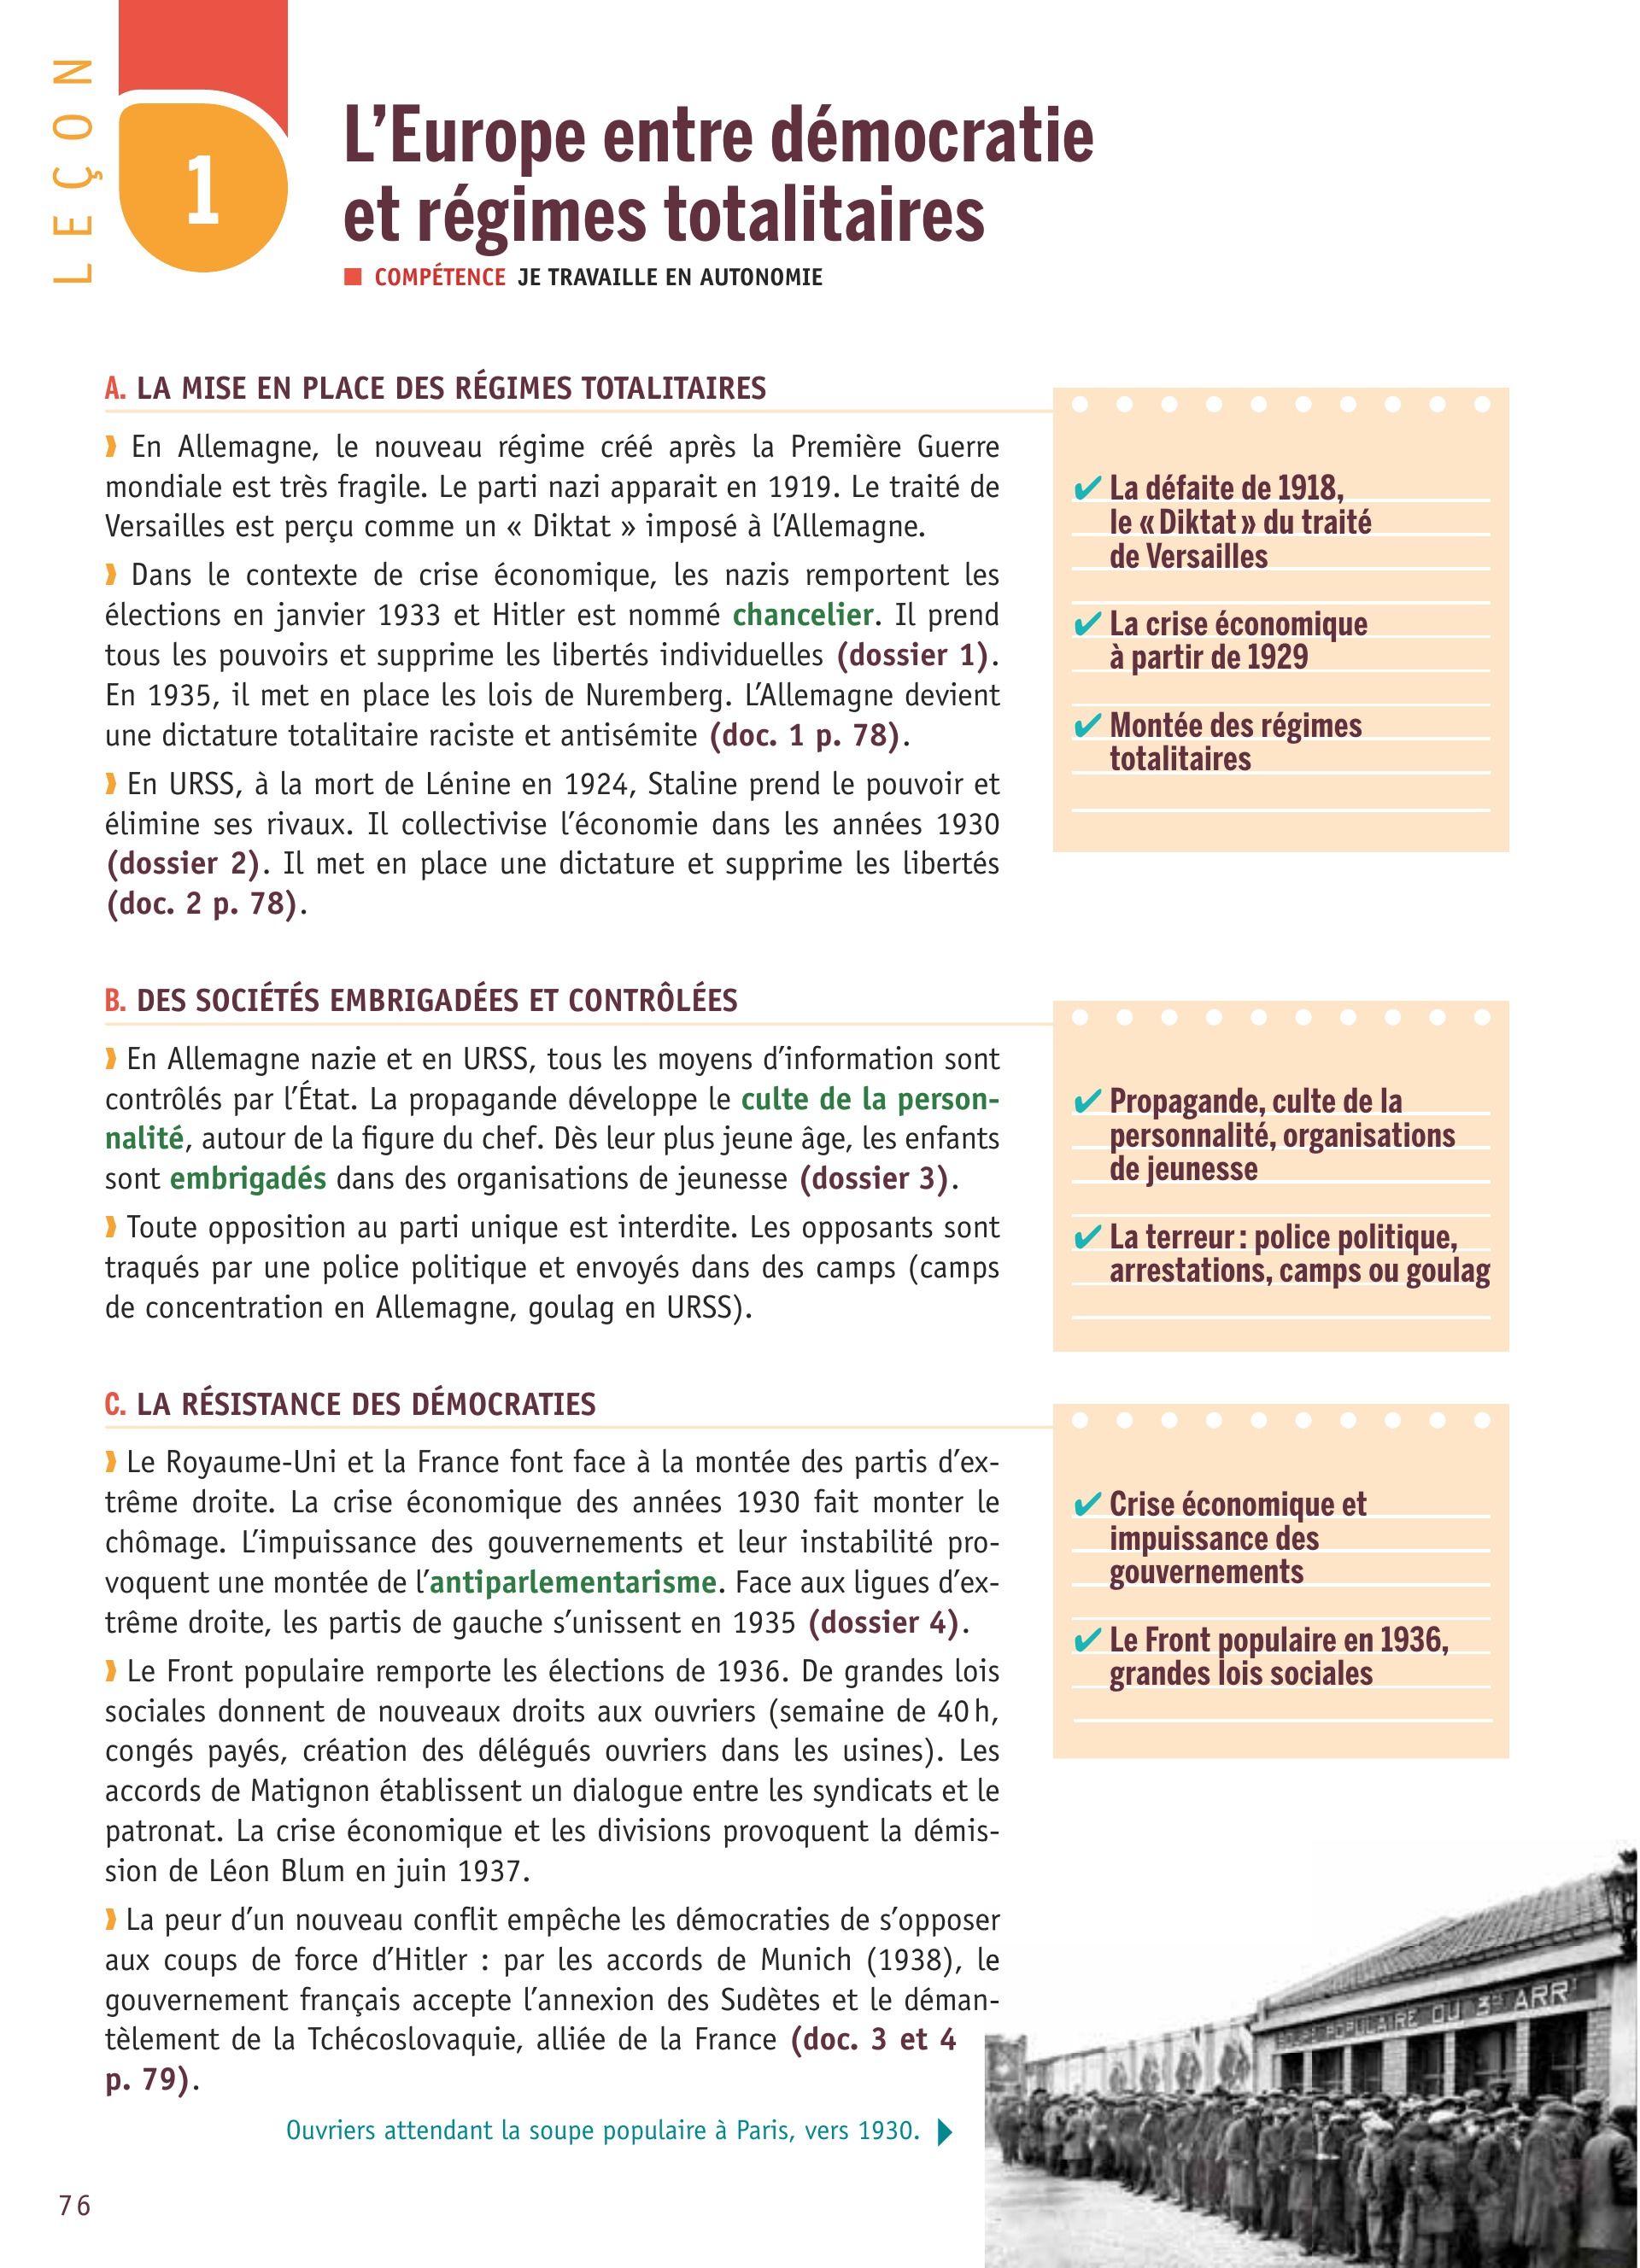 LEÇON
1
L’Europe entre démocratie
et régimes totalitaires
COMPÉTENCE JE TRAVAILLE EN AUTONOMIE
A. LA MISE EN PLACE DES RÉGIMES TOTALITAIRES
En Allemagne, le nouveau régime créé après la Première Guerre
mondiale est très fragile. Le parti nazi apparait en 1919. Le traité de
Versailles est perçu comme un « Diktat » imposé à l’Allemagne.
Dans le contexte de crise économique, les nazis remportent les
élections en janvier 1933 et Hitler est nommé chancelier. Il prend
tous les pouvoirs et supprime les libertés individuelles (dossier 1).
En 1935, il met en place les lois de Nuremberg. L’Allemagne devient
une dictature totalitaire raciste et antisémite (doc. 1 p. 78).
En URSS, à la mort de Lénine en 1924, Staline prend le pouvoir et
élimine ses rivaux. Il collectivise l’économie dans les années 1930
(dossier 2). Il met en place une dictature et supprime les libertés
(doc. 2 p. 78).
✔ La défaite de 1918,
le « Diktat » du traité
de Versailles
✔ La crise économique
à partir de 1929
✔ Montée des régimes
totalitaires
B. DES SOCIÉTÉS EMBRIGADÉES ET CONTRÔLÉES
En Allemagne nazie et en URSS, tous les moyens d’information sont
contrôlés par l’État. La propagande développe le culte de la person-
nalité, autour de la figure du chef. Dès leur plus jeune âge, les enfants
sont embrigadés dans des organisations de jeunesse (dossier 3).
Toute opposition au parti unique est interdite. Les opposants sont
traqués par une police politique et envoyés dans des camps (camps
de concentration en Allemagne, goulag en URSS).
✔ Propagande, culte de la
personnalité, organisations
de jeunesse
✔ La terreur : police politique,
arrestations, camps ou goulag
C. LA RÉSISTANCE DES DÉMOCRATIES
Le Royaume-Uni et la France font face à la montée des partis d’ex-
trême droite. La crise économique des années 1930 fait monter le
chômage. L’impuissance des gouvernements et leur instabilité pro-
voquent une montée de l’antiparlementarisme. Face aux ligues d’ex-
trême droite, les partis de gauche s’unissent en 1935 (dossier 4).
Le Front populaire remporte les élections de 1936. De grandes lois
sociales donnent de nouveaux droits aux ouvriers (semaine de 40 h,
congés payés, création des délégués ouvriers dans les usines). Les
accords de Matignon établissent un dialogue entre les syndicats et le
patronat. La crise économique et les divisions provoquent la démis-
sion de Léon Blum en juin 1937.
La peur d’un nouveau conflit empêche les démocraties de s’opposer
aux coups de force d’Hitler : par les accords de Munich (1938), le
gouvernement français accepte l’annexion des Sudètes et le déman-
tèlement de la Tchécoslovaquie, alliée de la France (doc. 3 et 4
p. 79).
✔ Crise économique et
impuissance des
gouvernements
✔ Le Front populaire en 1936,
grandes lois sociales
Ouvriers attendant la soupe populaire à Paris, vers 1930.
POPULAIRE DU 3e ARRT
76